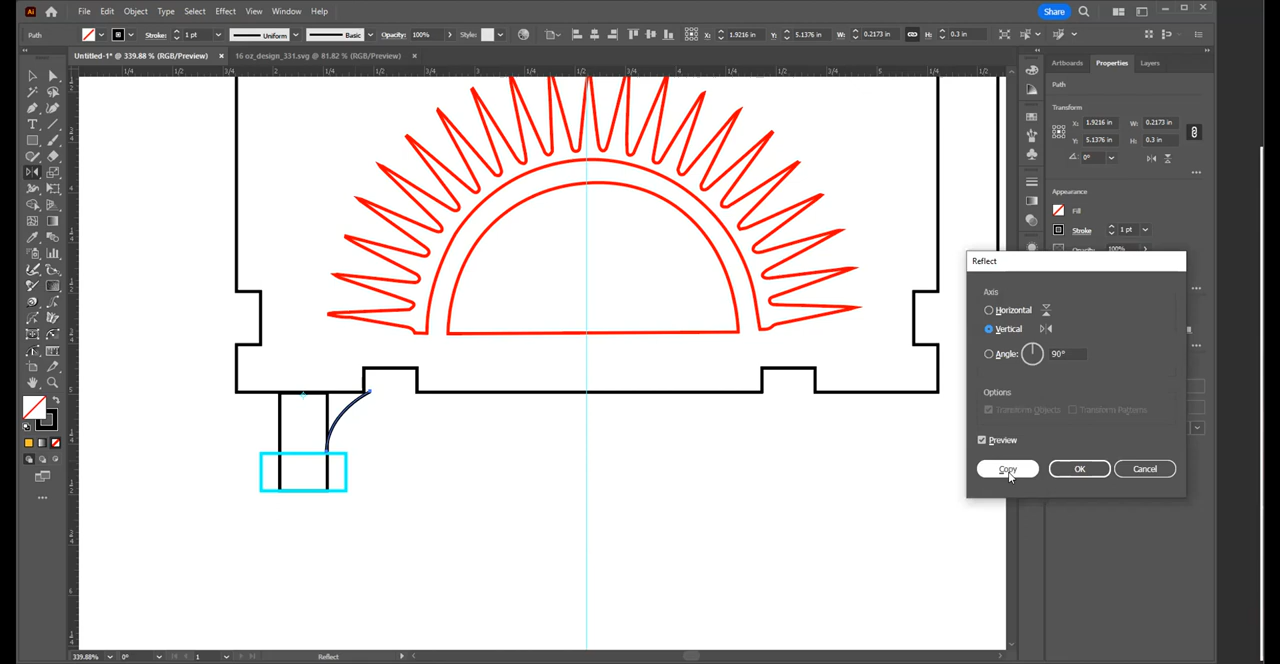 File Edit Object Type Select Effect View Window Help Share
Path Stroke: 1 pt Uniform Basic Opacity: 100% Style: X: 1.9216 in Y: 5.1376 in W: 0.2173 in H: 0.3 in
Untitled-1* @ 339.88 % (RGB/Preview) × 16 oz_design_331.svg @ 81.82 % (RGB/Preview) ×
Artboards Properties Layers
Path
Transform
X: 1.9216 in W: 0.2173 in
Y: 5.1376 in H: 0.3 in
0°
Appearance
Fill
Stroke 1 pt
Opacity 100%
Reflect
Axis
Horizontal
Vertical
Angle: 90°
Options
Transform Objects Transform Patterns
Preview
Copy OK Cancel
339.88% 0° 1 Reflect